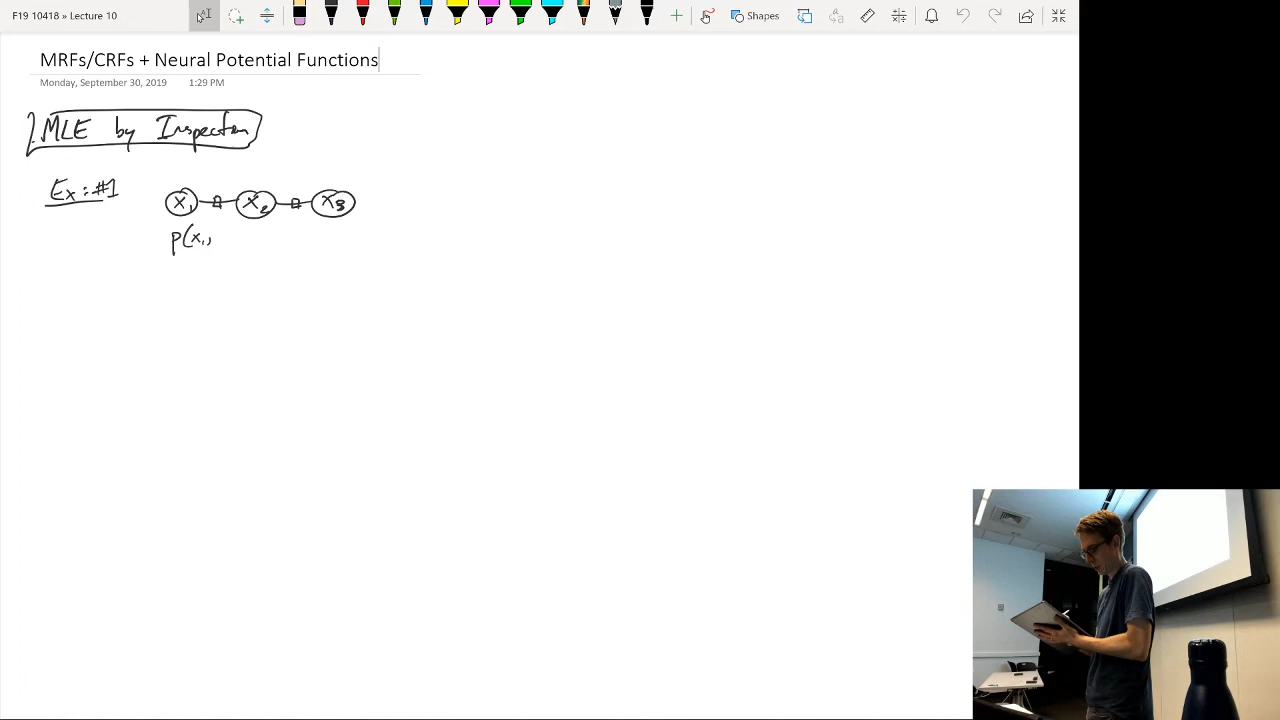 F19 10418 » Lecture 10
Shapes
MRFs/CRFs + Neural Potential Functions
Monday, September 30, 2019 1:29 PM
1. MLE by Inspection
Ex: #1
X1 X2 X3
p(x1,